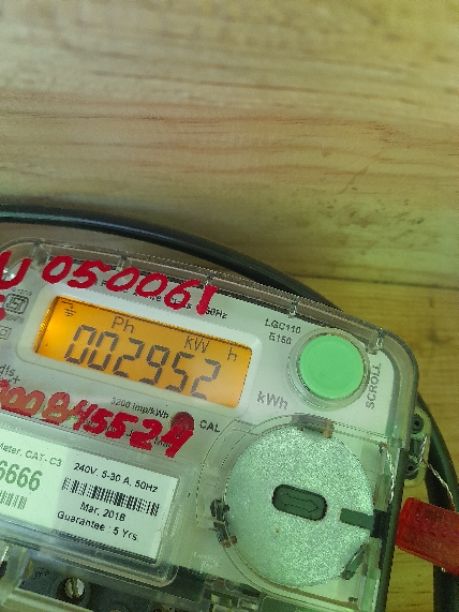 U 050061
LGC110
E150
Ph kW h
002952
kWh
SCROLL
3200 imp/kWh
CAL
00845529
Meter, CAT- C3
6666
240V, 5-30 A, 50Hz
Mar, 2018
Guarantee : 5 Yrs.